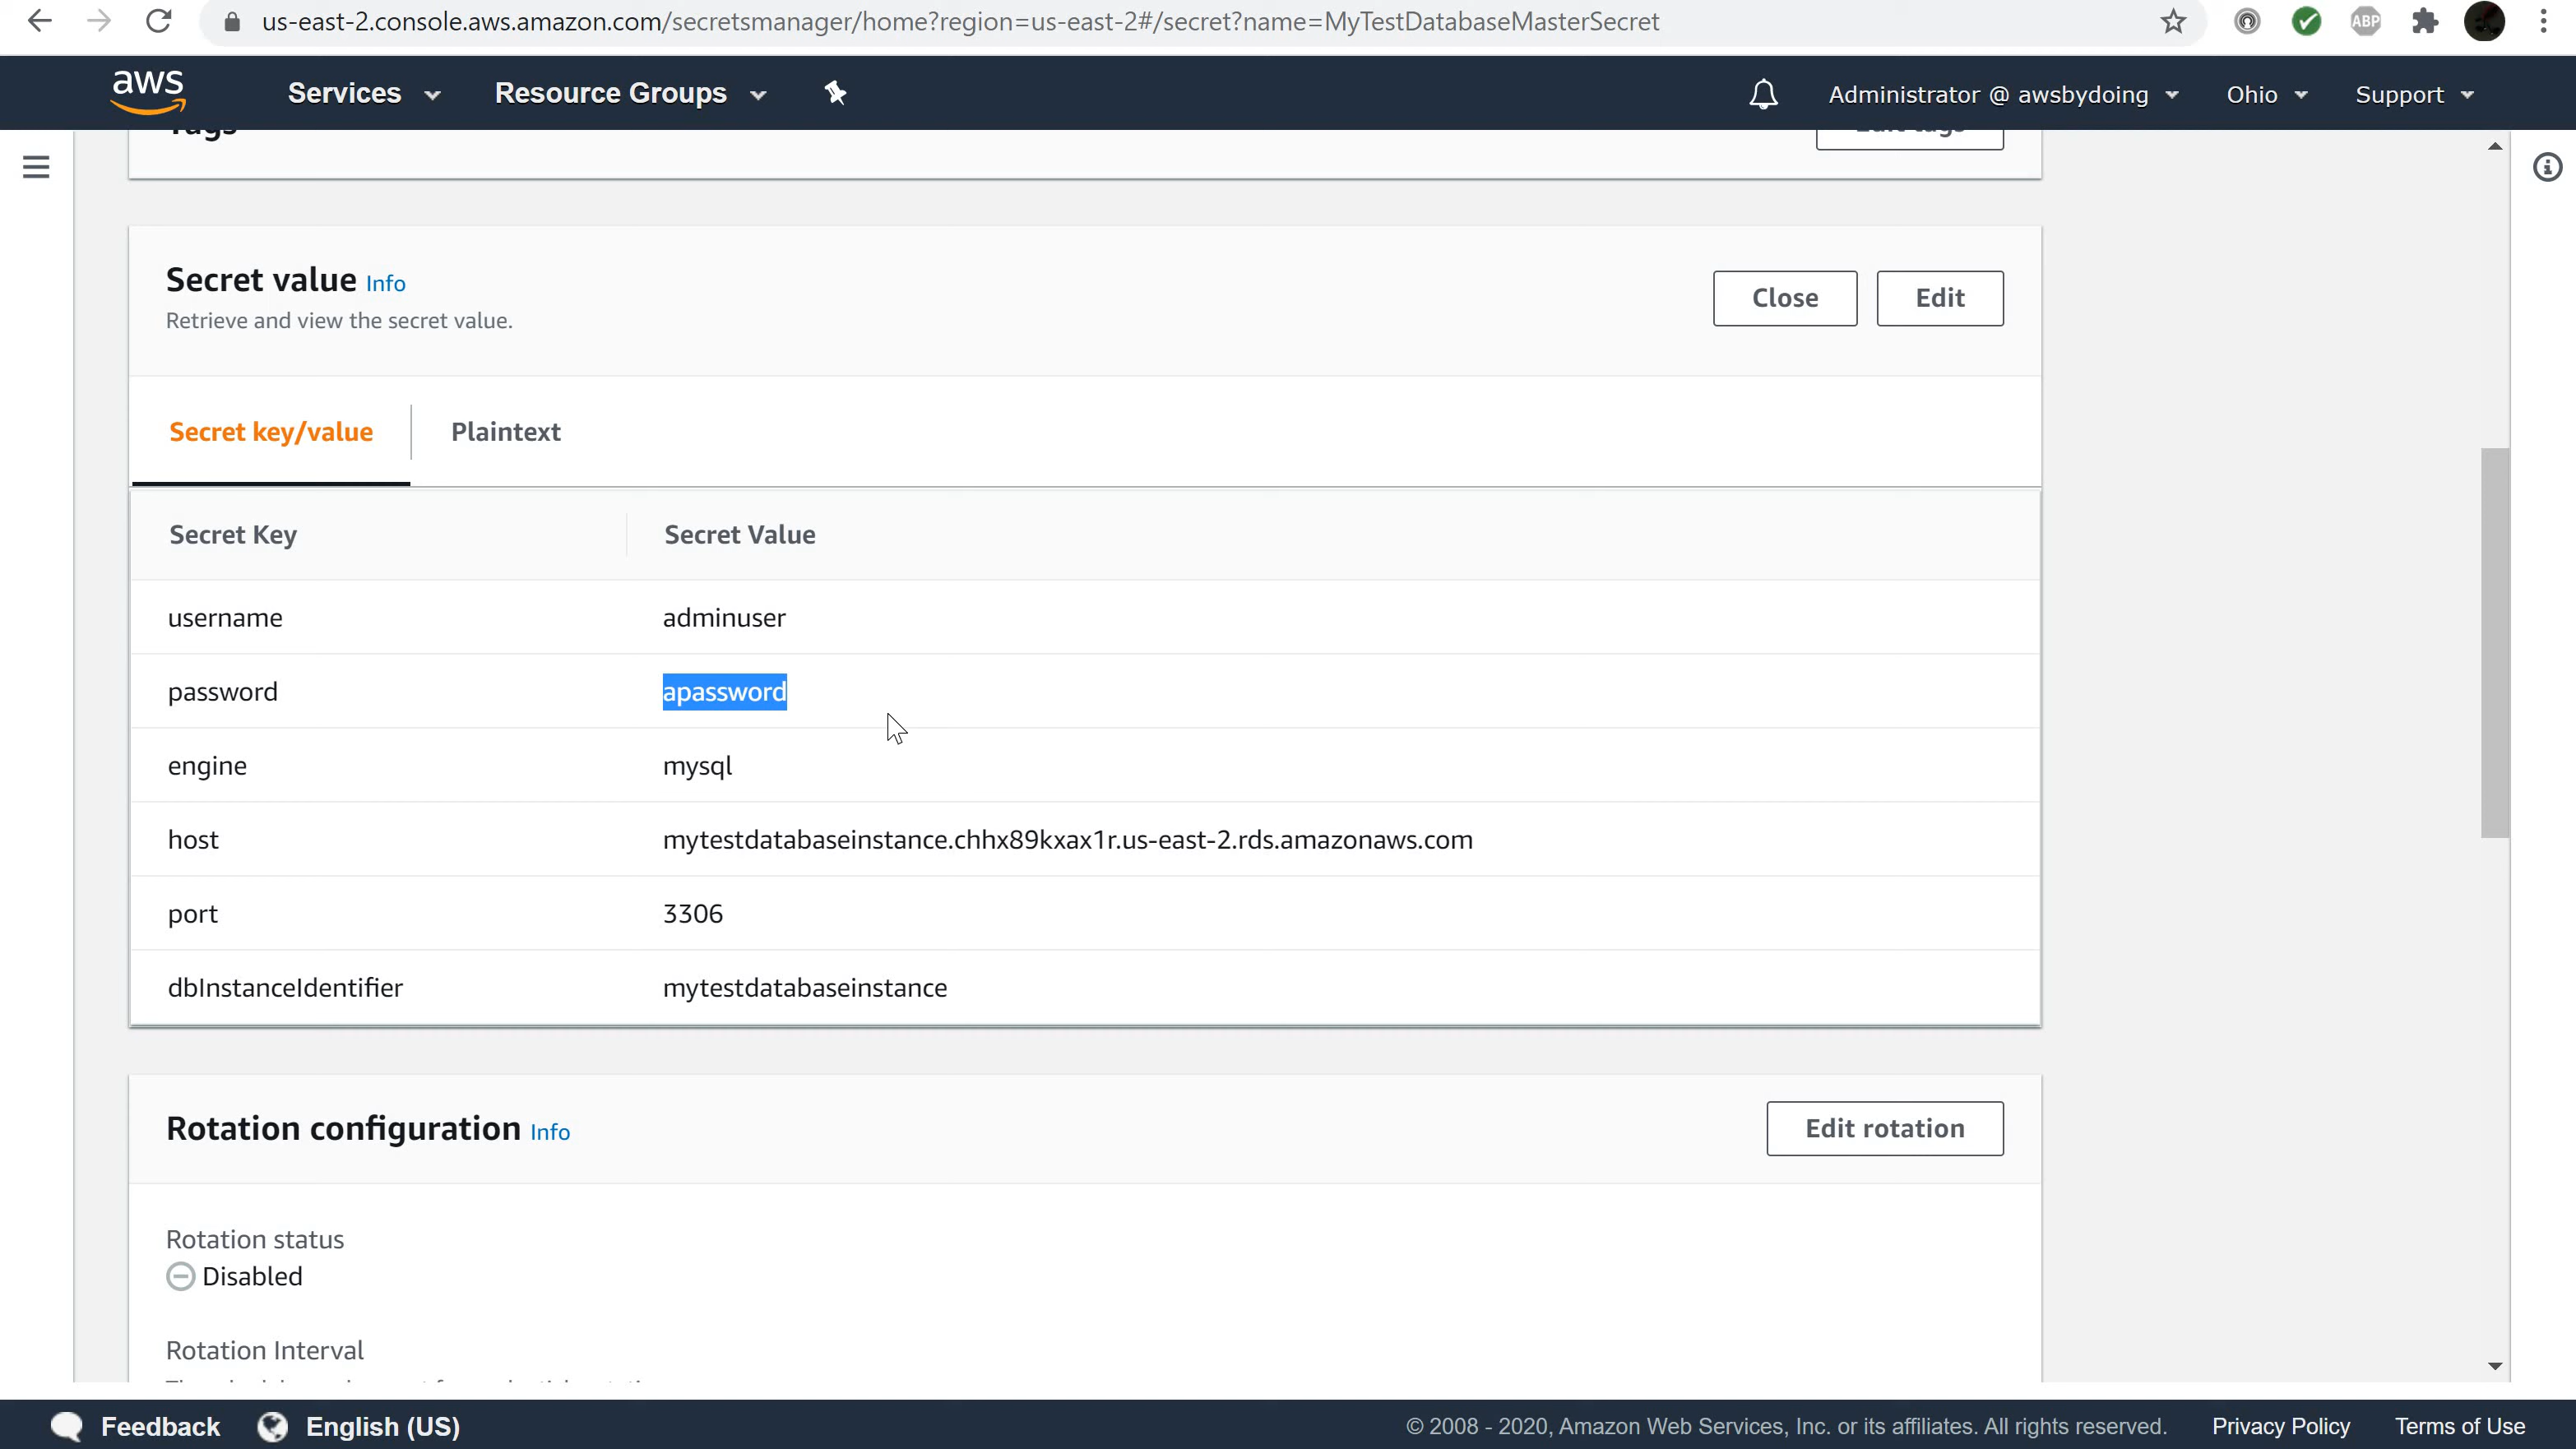 us-east-2.console.aws.amazon.com/secretsmanager/home?region=us-east-2#/secret?name=MyTestDatabaseMasterSecret
ABP
aws Services Resource Groups Administrator @ awsbydoing Ohio Support
Tags Edit tags
Secret value Info
Close Edit
Retrieve and view the secret value.
Secret key/value Plaintext
Secret Key Secret Value
username adminuser
password apassword
engine mysql
host mytestdatabaseinstance.chhx89kxax1r.us-east-2.rds.amazonaws.com
port 3306
dbInstanceIdentifier mytestdatabaseinstance
Rotation configuration Info Edit rotation
Rotation status
Disabled
Rotation Interval
Feedback English (US) © 2008 - 2020, Amazon Web Services, Inc. or its affiliates. All rights reserved. Privacy Policy Terms of Use